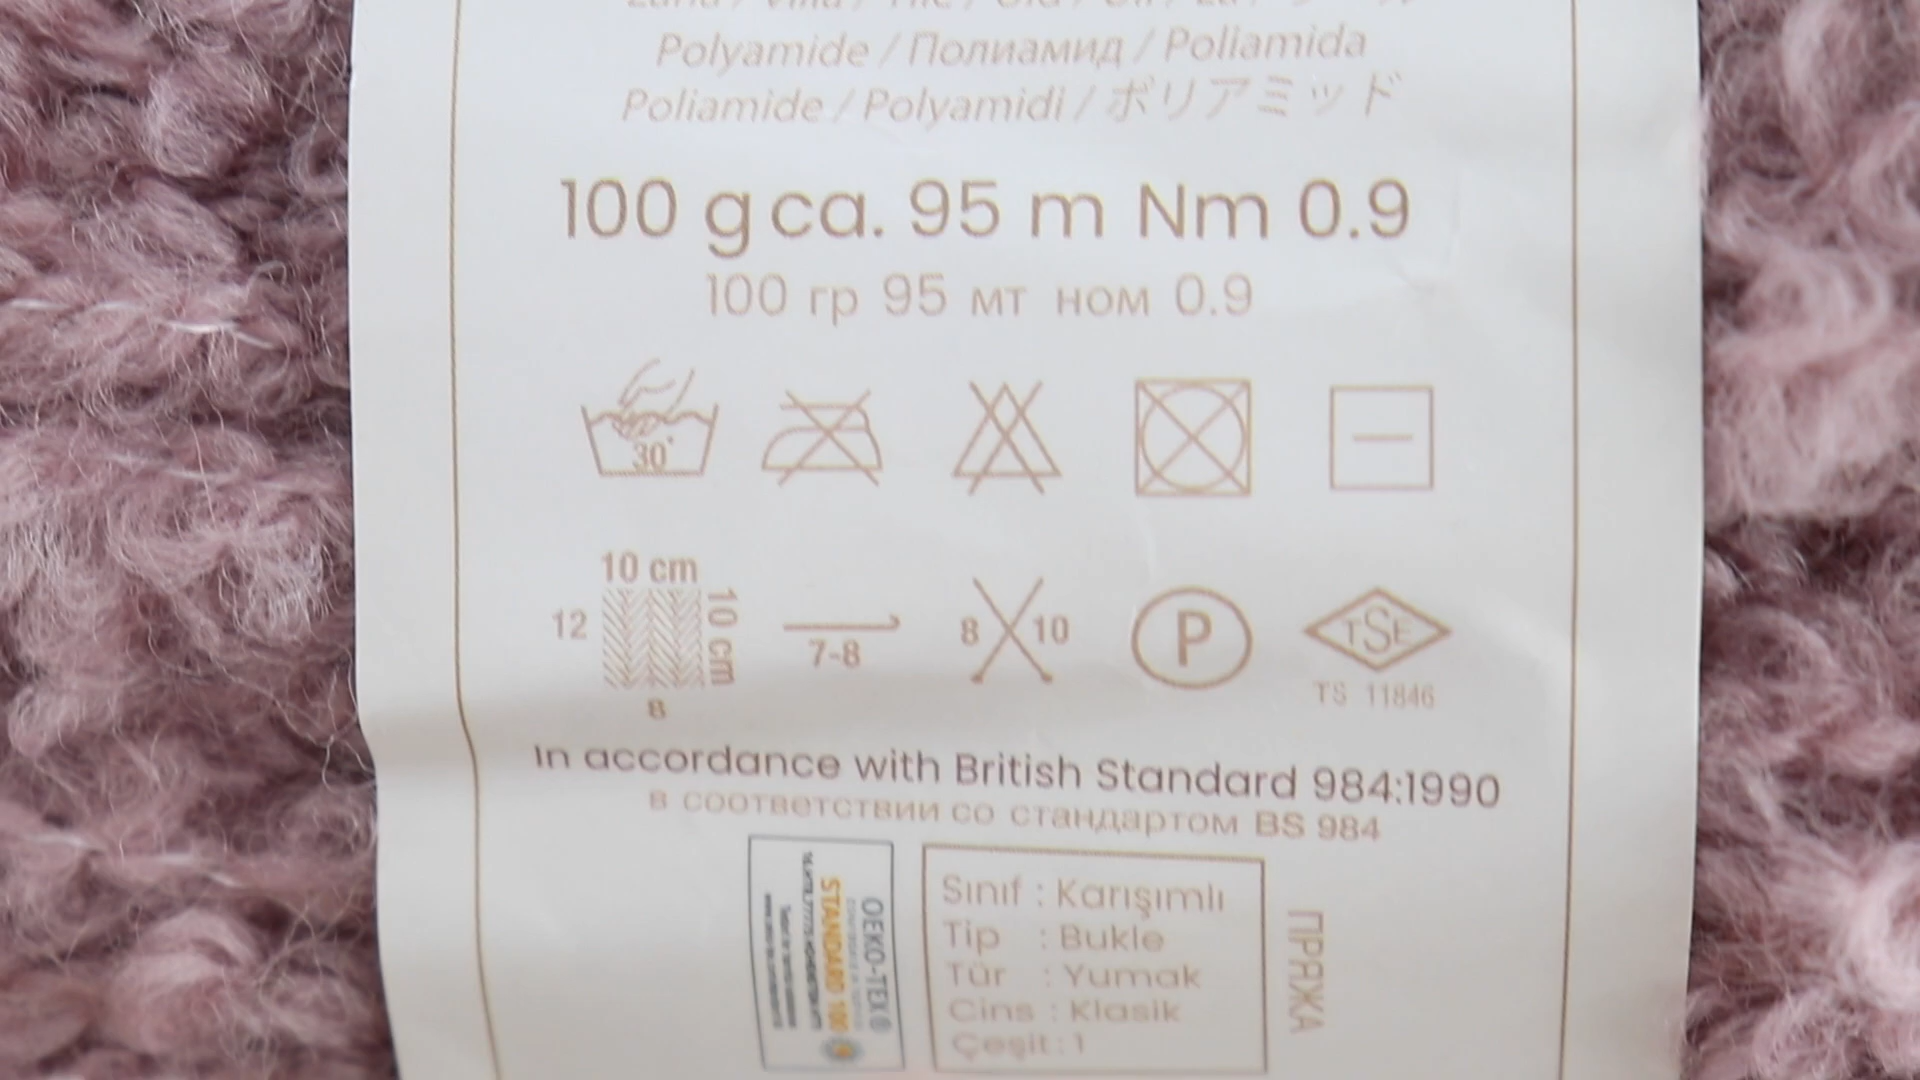 Polyamide / Полиамид / Poliamida
Poliamide / Polyamidi / ポリアミッド
100 g ca. 95 m Nm 0.9
100 гр 95 мт ном 0.9
30°
10 cm
12
10 cm
8
7-8
8 10
P
TSE
TS 11846
In accordance with British Standard 984:1990
в соответствии со стандартом BS 984
OEKO-TEX®
STANDARD 100
Sınıf : Karışımlı
Tip : Bukle
Tür : Yumak
Cins : Klasik
Çeşit : 1
ПРЯЖА